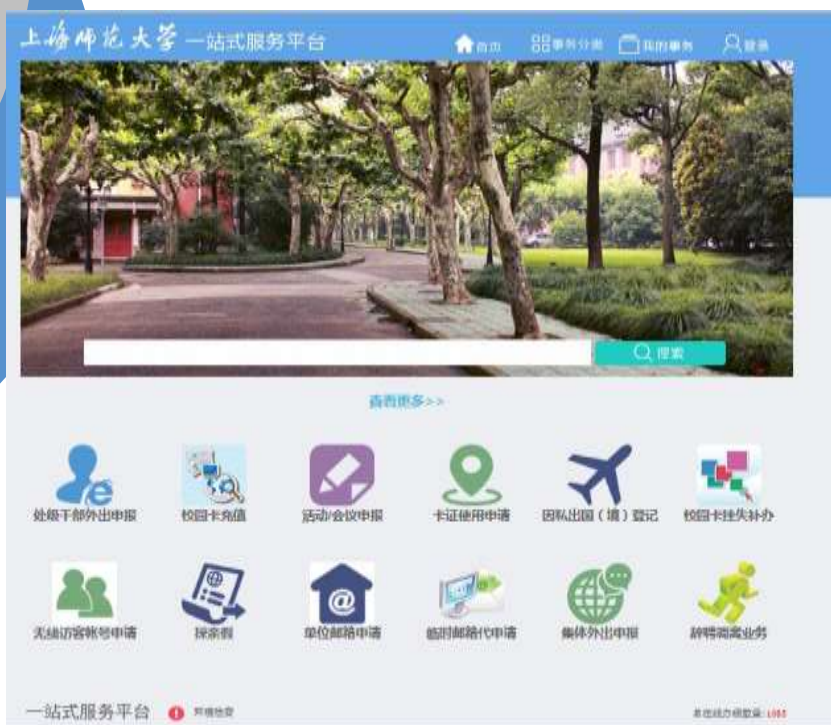 上海师范大学 一站式服务平台 首页 事务分类 我的事务 登录
搜索
查看更多>>
处级干部外出申报 校园卡充值 活动/会议申报 卡证使用申请 因私出国（境）登记 校园卡挂失补办
无线访客帐号申请 探亲假 单位邮箱申请 临时邮箱代申请 集体外出申报 辞聘调离业务
一站式服务平台 环境检查